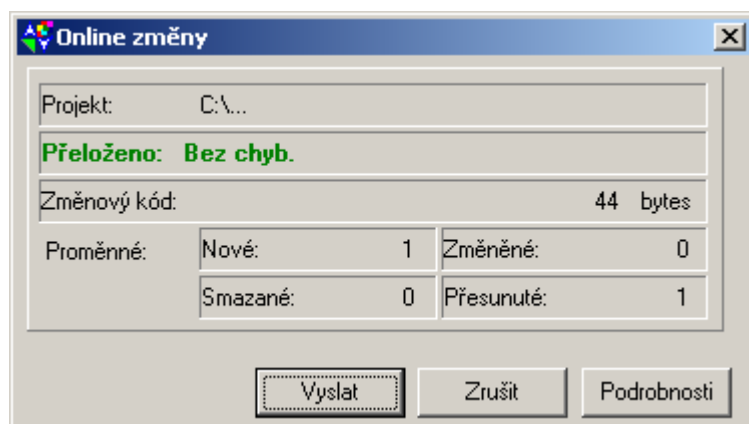 Online změny
Projekt: C:\...
Přeloženo: Bez chyb.
Změnový kód: 44 bytes
Proměnné: Nové: 1 Změněné: 0
Smazané: 0 Přesunuté: 1
Vyslat Zrušit Podrobnosti